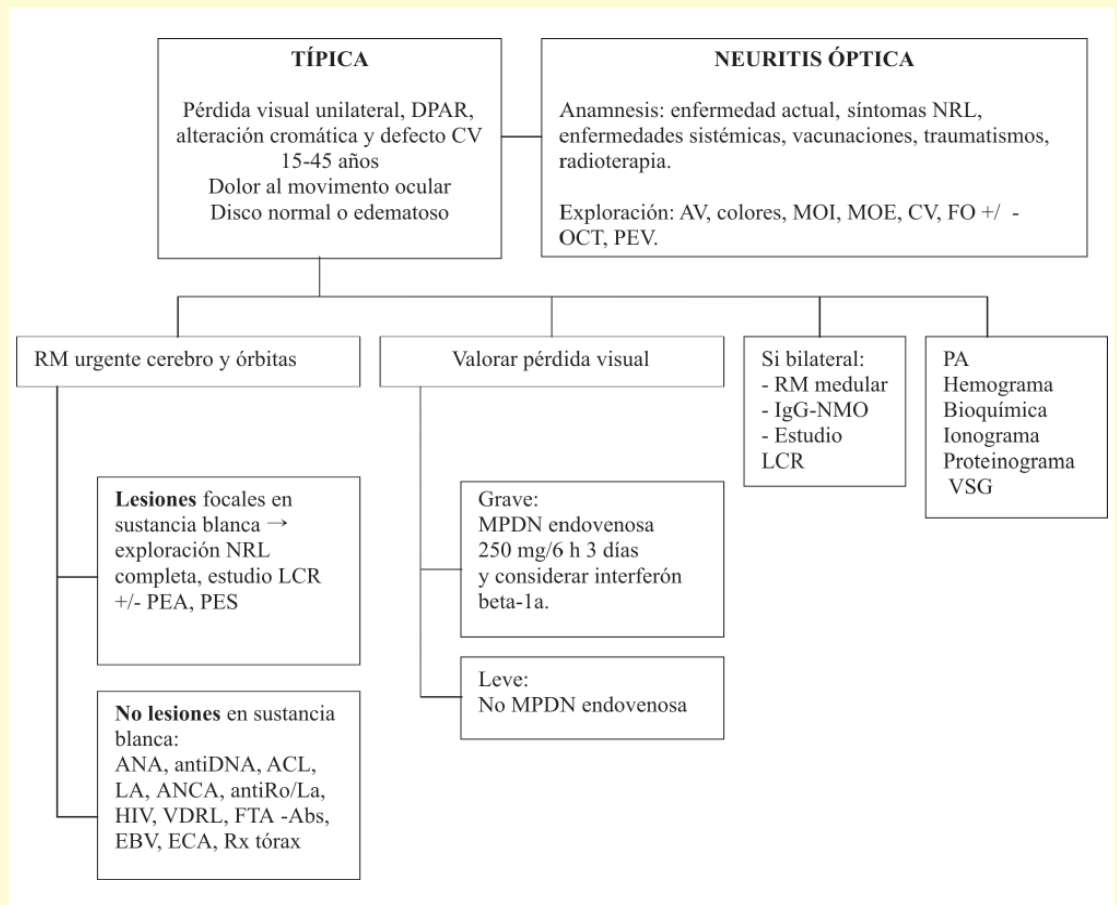 TÍPICA
Pérdida visual unilateral, DPAR,
alteración cromática y defecto CV
15-45 años
Dolor al movimiento ocular
Disco normal o edematoso
NEURITIS ÓPTICA
Anamnesis: enfermedad actual, síntomas NRL,
enfermedades sistémicas, vacunaciones, traumatismos,
radioterapia.
Exploración: AV, colores, MOI, MOE, CV, FO +/ -
OCT, PEV.
RM urgente cerebro y órbitas
Valorar pérdida visual
Si bilateral:
- RM medular
- IgG-NMO
- Estudio
LCR
PA
Hemograma
Bioquímica
Ionograma
Proteinograma
VSG
Lesiones focales en
sustancia blanca →
exploración NRL
completa, estudio LCR
+/- PEA, PES
Grave:
MPDN endovenosa
250 mg/6 h 3 días
y considerar interferón
beta-1a.
Leve:
No MPDN endovenosa
No lesiones en sustancia
blanca:
ANA, antiDNA, ACL,
LA, ANCA, antiRo/La,
HIV, VDRL, FTA -Abs,
EBV, ECA, Rx tórax